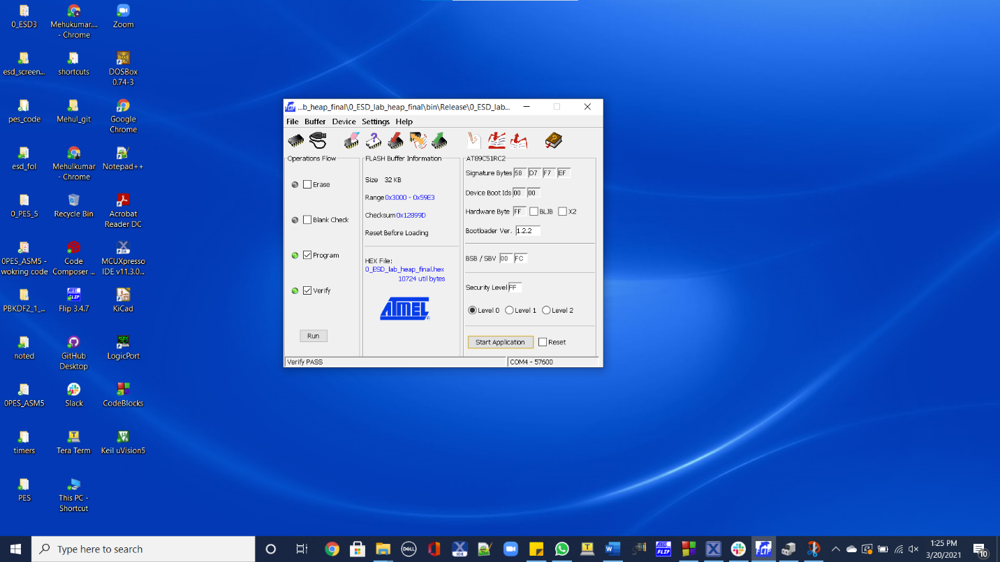 0_ESD3
Mehukumar....
- Chrome
Zoom
esd_screen...
shortcuts
DOSBox
0.74-3
pes_code
Mehul_git
Google
Chrome
esd_fol
Mehulkumar
- Chrome
Notepad++
0_PES_5
Recycle Bin
Acrobat
Reader DC
0PES_ASM5 -
wokring code
Code
Composer ...
MCUXpresso
IDE v11.3.0...
PBKDF2_1_...
Flip 3.4.7
KiCad
noted
GitHub
Desktop
LogicPort
0PES_ASM5
Slack
CodeBlocks
timers
Tera Term
Keil uVision5
PES
This PC -
Shortcut
...b_heap_final\0_ESD_lab_heap_final\bin\Release\0_ESD_lab...
File Buffer Device Settings Help
Operations Flow
Erase
Blank Check
Program
Verify
Run
FLASH Buffer Information
Size 32 KB
Range 0x3000 - 0x59E3
Checksum 0x12899D
Reset Before Loading
HEX File:
0_ESD_lab_heap_final.hex
10724 util bytes
ATMEL
AT89C51RC2
Signature Bytes 58 D7 F7 EF
Device Boot Ids 00 00
Hardware Byte FF BLJB X2
Bootloader Ver. 1.2.2
BSB / SBV 00 FC
Security Level FF
Level 0 Level 1 Level 2
Start Application Reset
Verify PASS COM4 - 57600
Type here to search
1:25 PM
3/20/2021
10